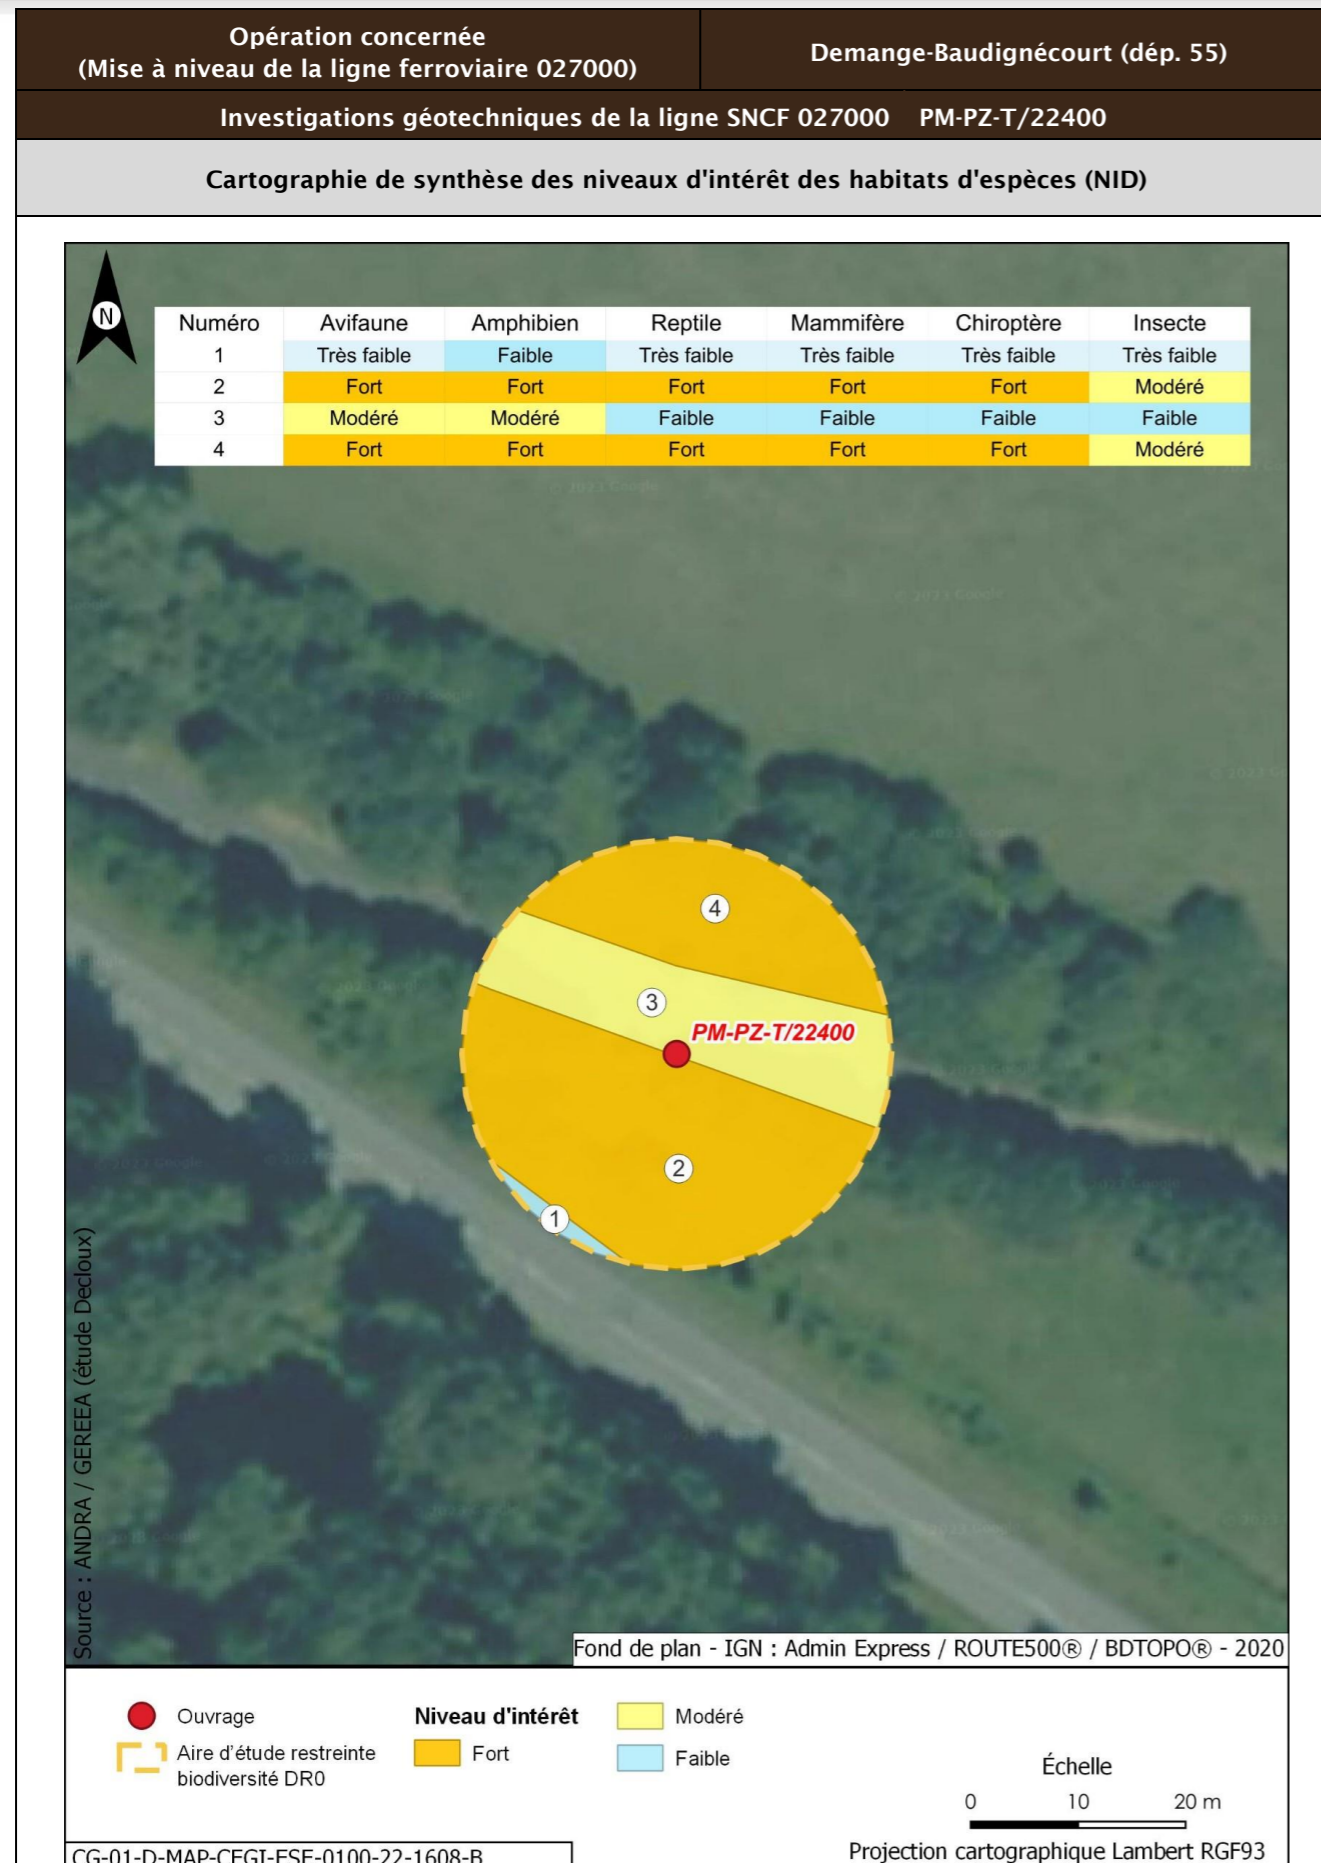 Opération concernée
(Mise à niveau de la ligne ferroviaire 027000)
Demange-Baudignécourt (dép. 55)
Investigations géotechniques de la ligne SNCF 027000 PM-PZ-T/22400
Cartographie de synthèse des niveaux d'intérêt des habitats d'espèces (NID)
N
Numéro Avifaune Amphibien Reptile Mammifère Chiroptère Insecte
1 Très faible Faible Très faible Très faible Très faible Très faible
2 Fort Fort Fort Fort Fort Modéré
3 Modéré Modéré Faible Faible Faible Faible
4 Fort Fort Fort Fort Fort Modéré
© 2023 Google
© 2023 Google
4
3
PM-PZ-T/22400
2
1
Source : ANDRA / GEREEA (étude Decloux)
Fond de plan - IGN : Admin Express / ROUTE500® / BDTOPO® - 2020
Ouvrage
Aire d'étude restreinte
biodiversité DR0
Niveau d'intérêt
Fort
Modéré
Faible
Échelle
0 10 20 m
Projection cartographique Lambert RGF93
CG-01-D-MAP-CEGI-ESE-0100-22-1608-B